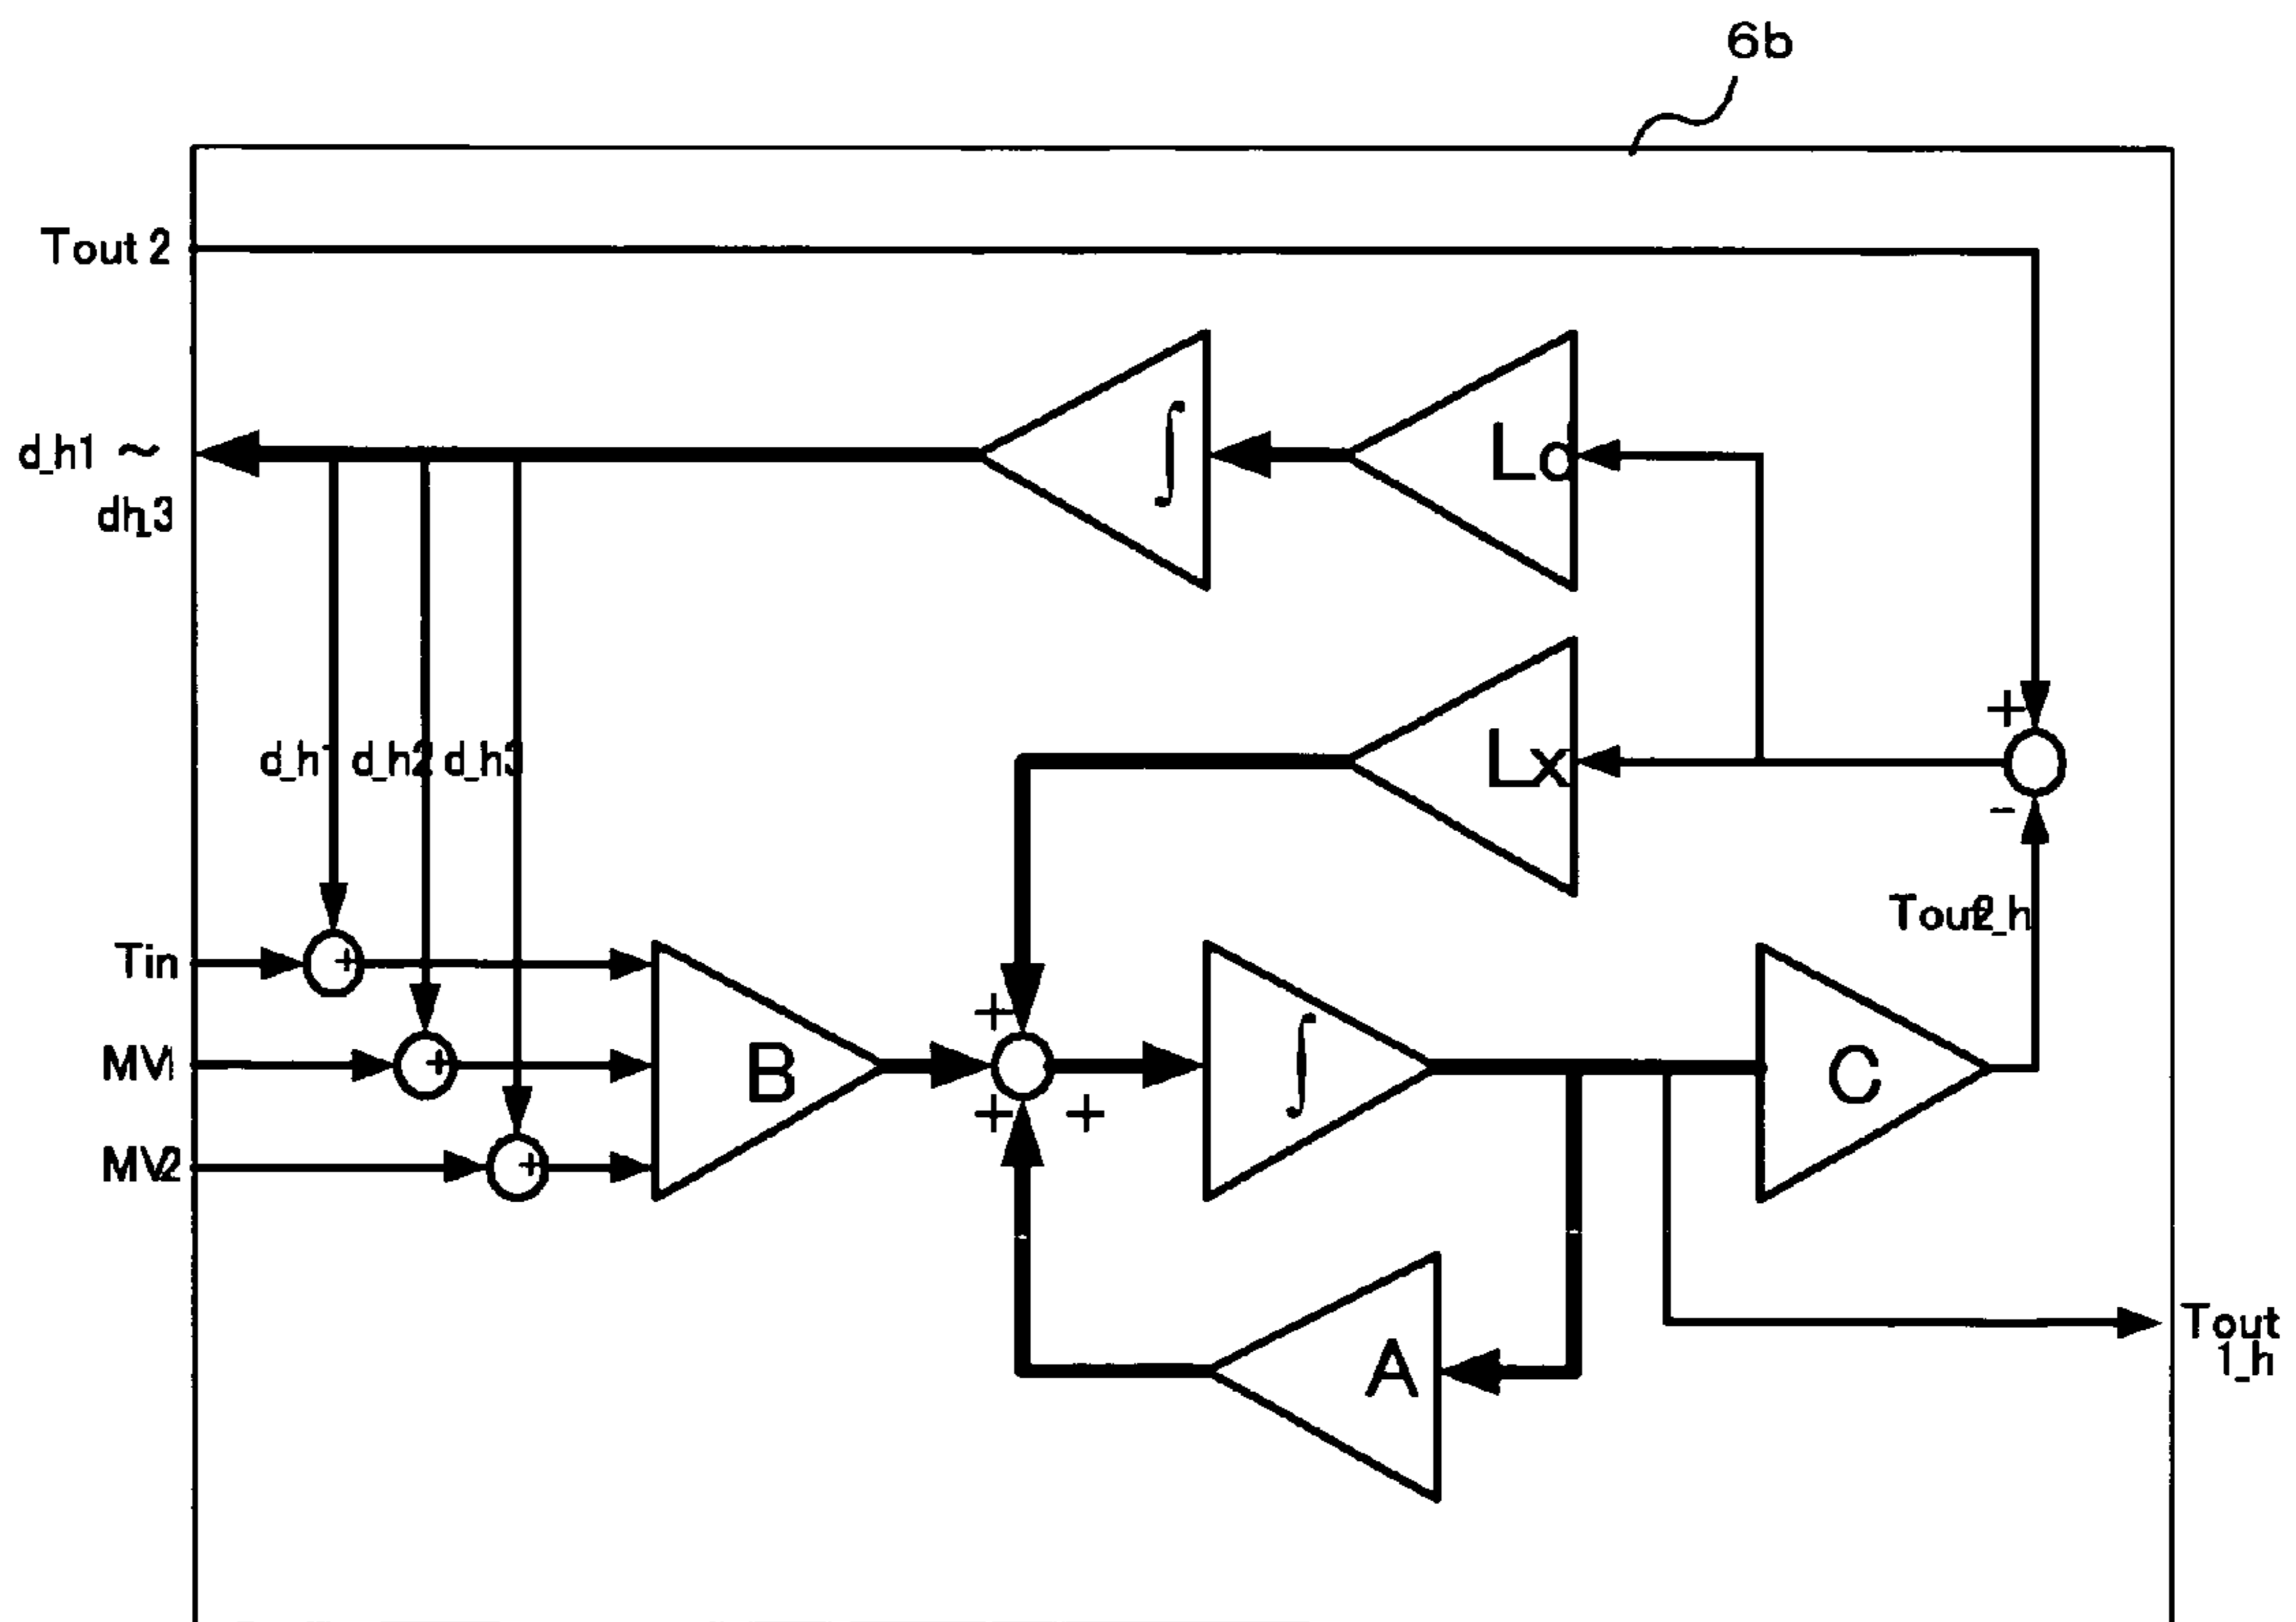 6b
Tout 2
d_h1 ~
dh_3
∫
Ld
Lx
d_h1
d_h2
d_h3
+
-
Tout2_h
Tin
+
MV1
+
MV2
+
B
+
+
+
∫
C
A
Tout
1_h